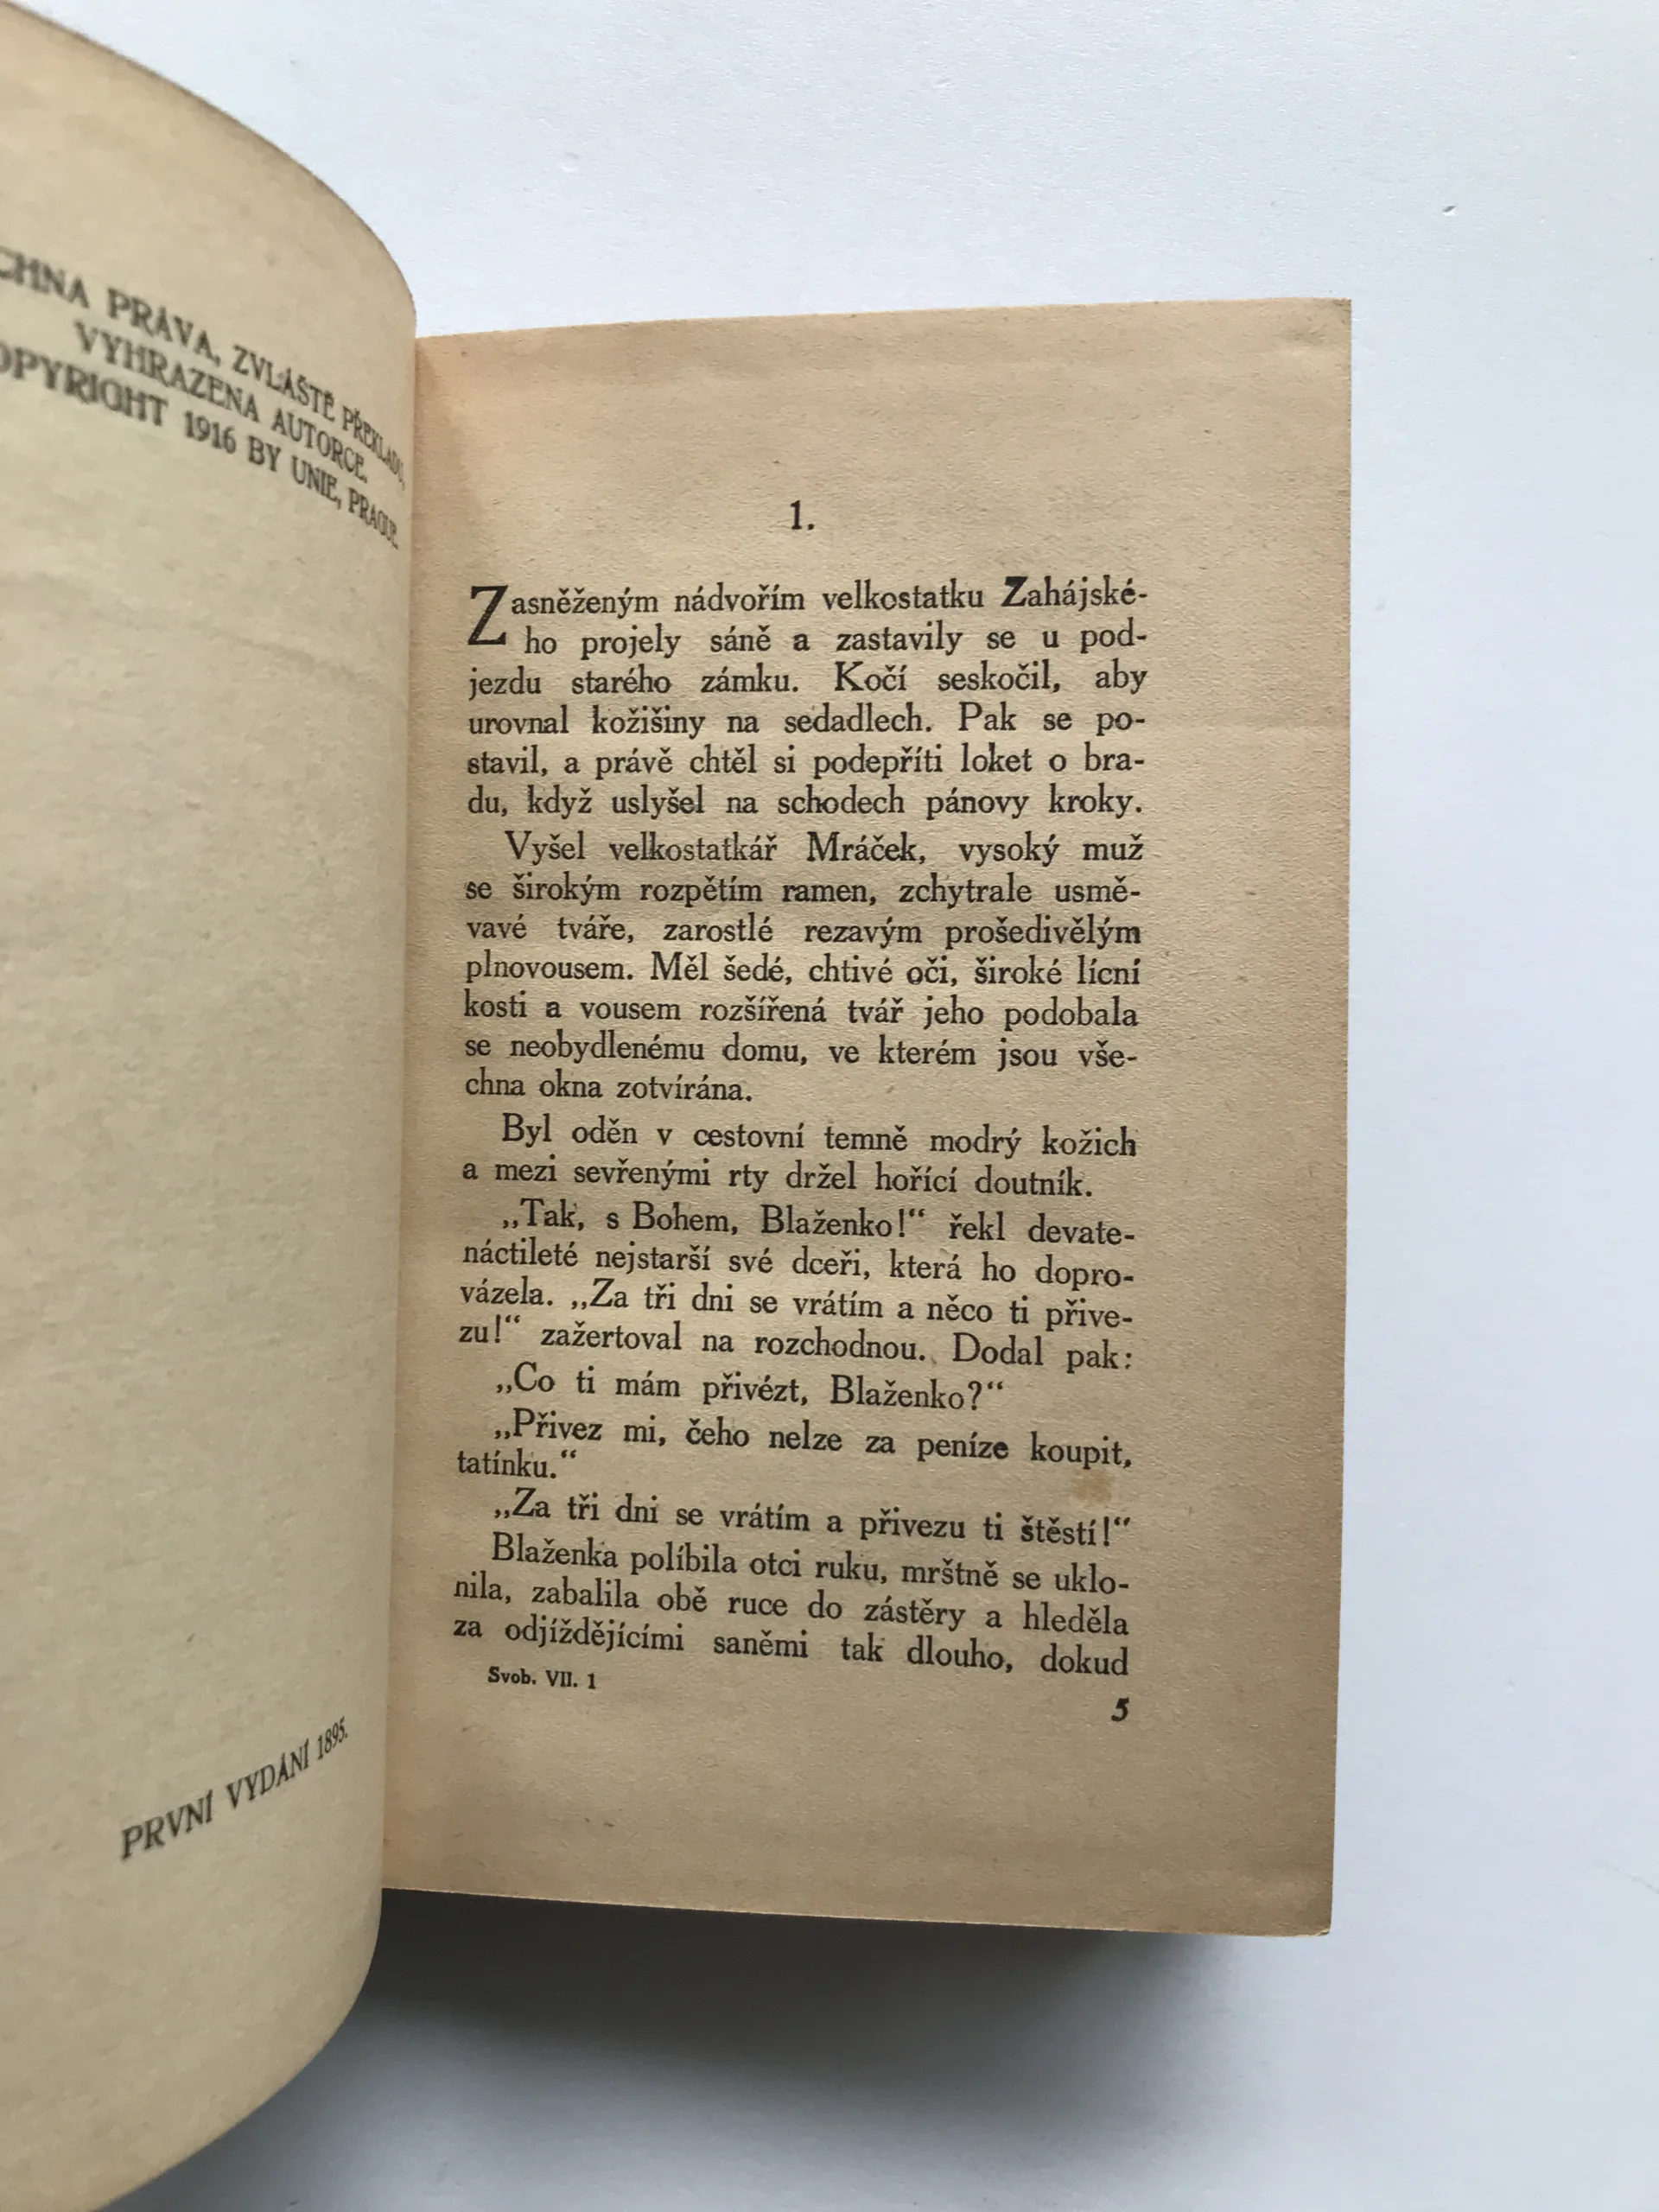 CHNA PRÁVA, ZVLÁŠTĚ PŘEKLADU,
VYHRAZENA AUTORCE.
OPYRIGHT 1916 BY UNIE, PRAGUE.
PRVNÍ VYDÁNÍ 1895.
1.
Zasněženým nádvořím velkostatku Zahájské-
ho projely sáně a zastavily se u pod-
jezdu starého zámku. Kočí seskočil, aby
urovnal kožišiny na sedadlech. Pak se po-
stavil, a právě chtěl si podepříti loket o bra-
du, když uslyšel na schodech pánovy kroky.
Vyšel velkostatkář Mráček, vysoký muž
se širokým rozpětím ramen, zchytrale usmě-
vavé tváře, zarostlé rezavým prošedivělým
plnovousem. Měl šedé, chtivé oči, široké lícní
kosti a vousem rozšířená tvář jeho podobala
se neobydlenému domu, ve kterém jsou vše-
chna okna zotvírána.
Byl oděn v cestovní temně modrý kožich
a mezi sevřenými rty držel hořící doutník.
„Tak, s Bohem, Blaženko!“ řekl devate-
náctileté nejstarší své dceři, která ho dopro-
vázela. „Za tři dni se vrátím a něco ti přive-
zu!“ zažertoval na rozchodnou. Dodal pak:
„Co ti mám přivézt, Blaženko?“
„Přivez mi, čeho nelze za peníze koupit,
tatínku.“
„Za tři dni se vrátím a přivezu ti štěstí!“
Blaženka políbila otci ruku, mrštně se uklo-
nila, zabalila obě ruce do zástěry a hleděla
za odjíždějícími saněmi tak dlouho, dokud
Svob. VII. 1
5